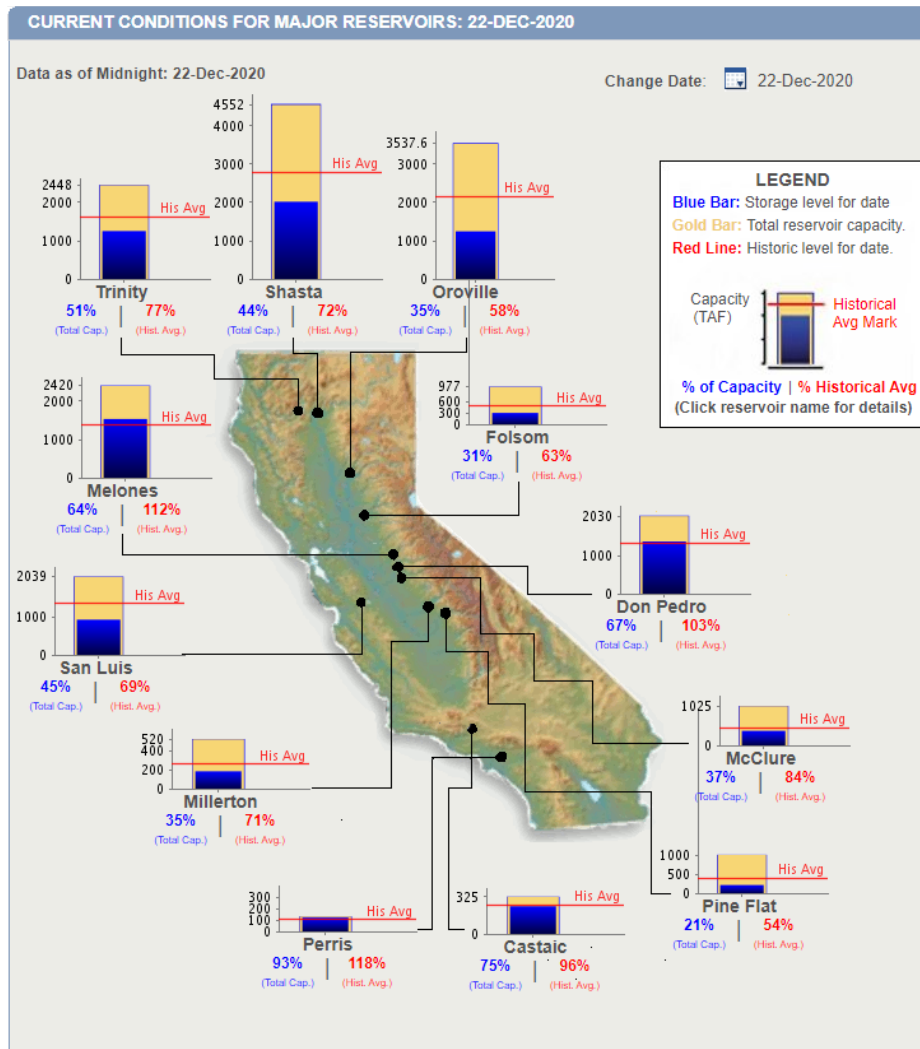 CURRENT CONDITIONS FOR MAJOR RESERVOIRS: 22-DEC-2020
Data as of Midnight: 22-Dec-2020
Change Date: 22-Dec-2020
2448
2000
1000
0
His Avg
Trinity
51% | 77%
(Total Cap.) (Hist. Avg.)
4552
4000
3000
2000
1000
0
His Avg
Shasta
44% | 72%
(Total Cap.) (Hist. Avg.)
3537.6
3000
2000
1000
0
His Avg
Oroville
35% | 58%
(Total Cap.) (Hist. Avg.)
LEGEND
Blue Bar: Storage level for date
Gold Bar: Total reservoir capacity.
Red Line: Historic level for date.
Capacity
(TAF)
Historical
Avg Mark
% of Capacity | % Historical Avg
(Click reservoir name for details)
2420
2000
1000
0
His Avg
Melones
64% | 112%
(Total Cap.) (Hist. Avg.)
977
600
300
0
His Avg
Folsom
31% | 63%
(Total Cap.) (Hist. Avg.)
2030
1000
0
His Avg
Don Pedro
67% | 103%
(Total Cap.) (Hist. Avg.)
2039
1000
0
His Avg
San Luis
45% | 69%
(Total Cap.) (Hist. Avg.)
1025
0
His Avg
McClure
37% | 84%
(Total Cap.) (Hist. Avg.)
520
400
200
0
His Avg
Millerton
35% | 71%
(Total Cap.) (Hist. Avg.)
1000
500
0
His Avg
Pine Flat
21% | 54%
(Total Cap.) (Hist. Avg.)
300
200
100
0
His Avg
Perris
93% | 118%
(Total Cap.) (Hist. Avg.)
325
0
His Avg
Castaic
75% | 96%
(Total Cap.) (Hist. Avg.)